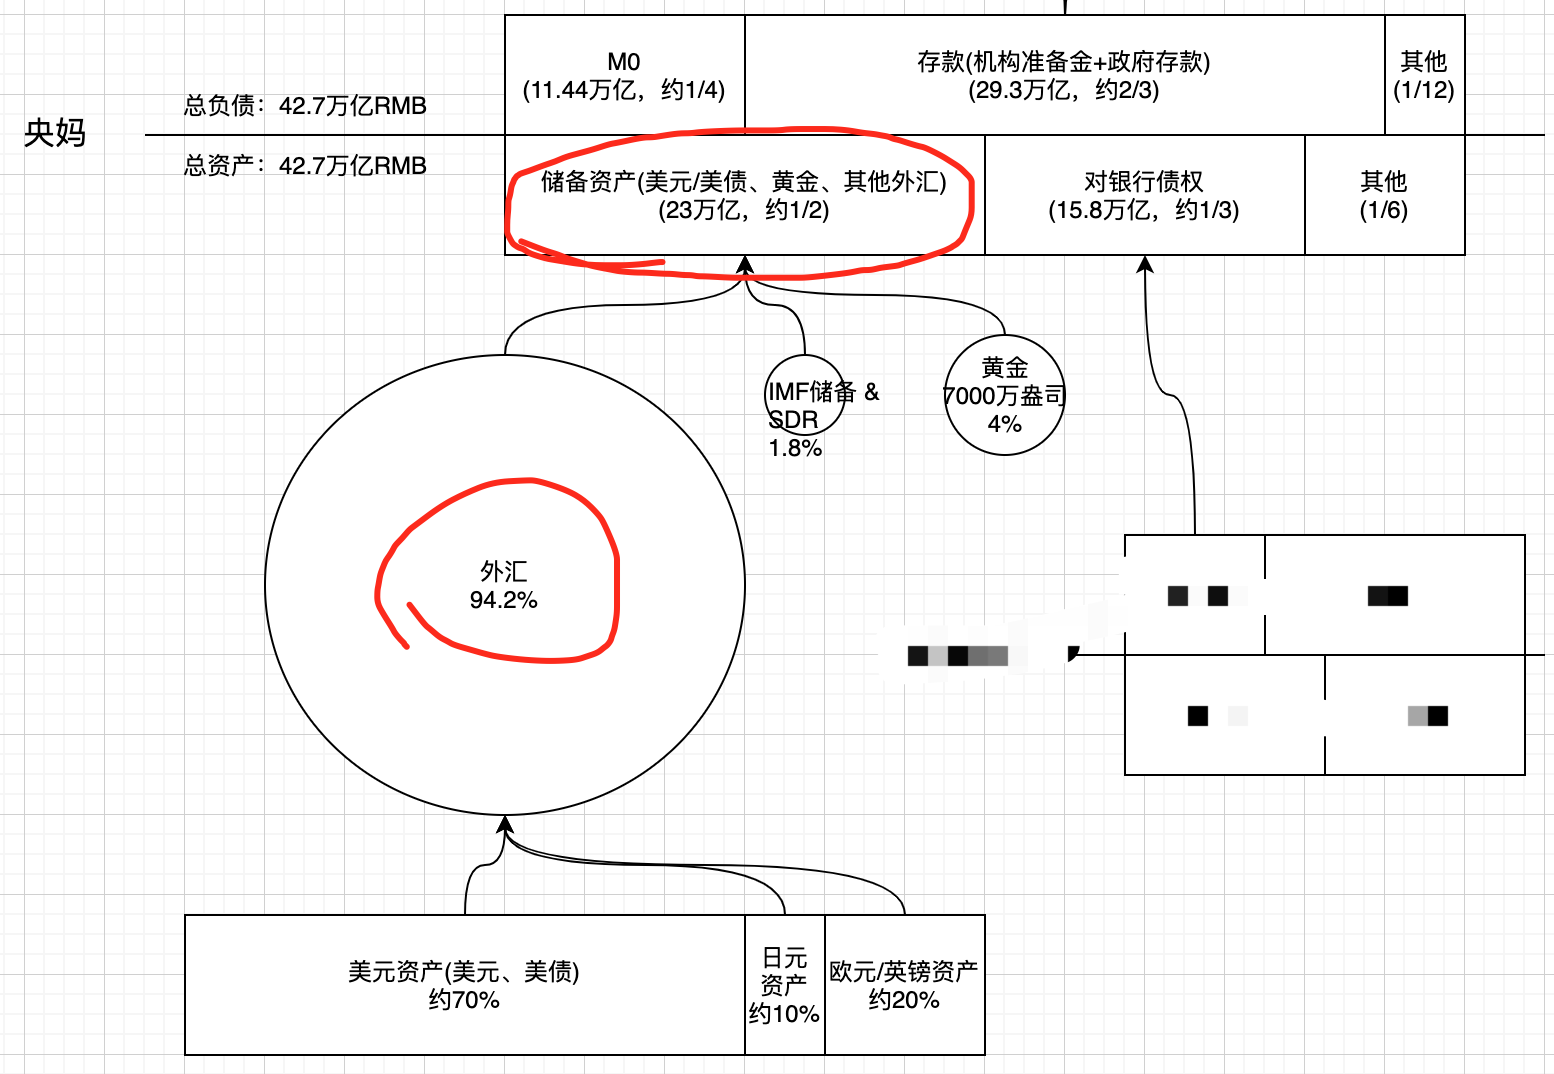 M0
(11.44万亿，约1/4)
存款(机构准备金+政府存款)
(29.3万亿，约2/3)
其他
(1/12)
总负债：42.7万亿RMB
央妈
总资产：42.7万亿RMB
储备资产(美元/美债、黄金、其他外汇)
(23万亿，约1/2)
对银行债权
(15.8万亿，约1/3)
其他
(1/6)
IMF储备 &
SDR
1.8%
黄金
7000万盎司
4%
外汇
94.2%
美元资产(美元、美债)
约70%
日元
资产
约10%
欧元/英镑资产
约20%